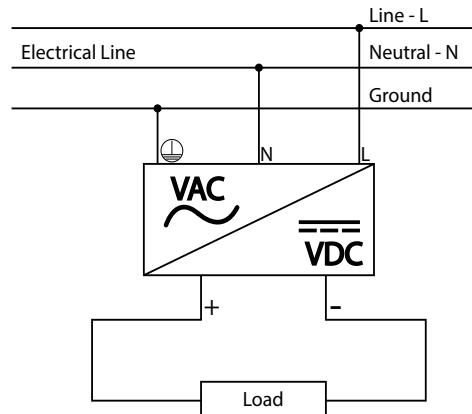 Line - L
Electrical Line
Neutral - N
Ground
N
L
VAC
VDC
+
-
Load